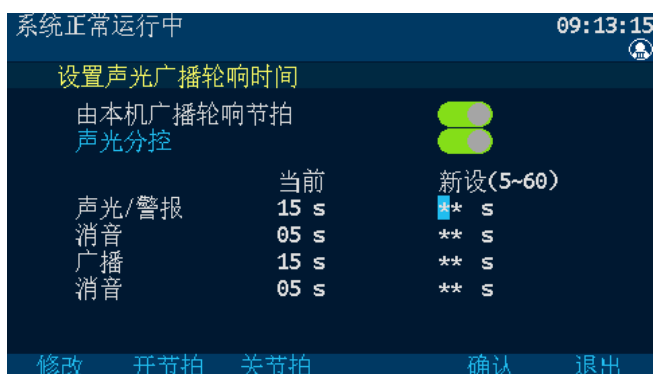 系统正常运行中 09:13:15
设置声光广播轮响时间
由本机广播轮响节拍
声光分控
当前 新设(5~60)
声光/警报 15 s ** s
消音 05 s ** s
广播 15 s ** s
消音 05 s ** s
修改 开节拍 关节拍 确认 退出